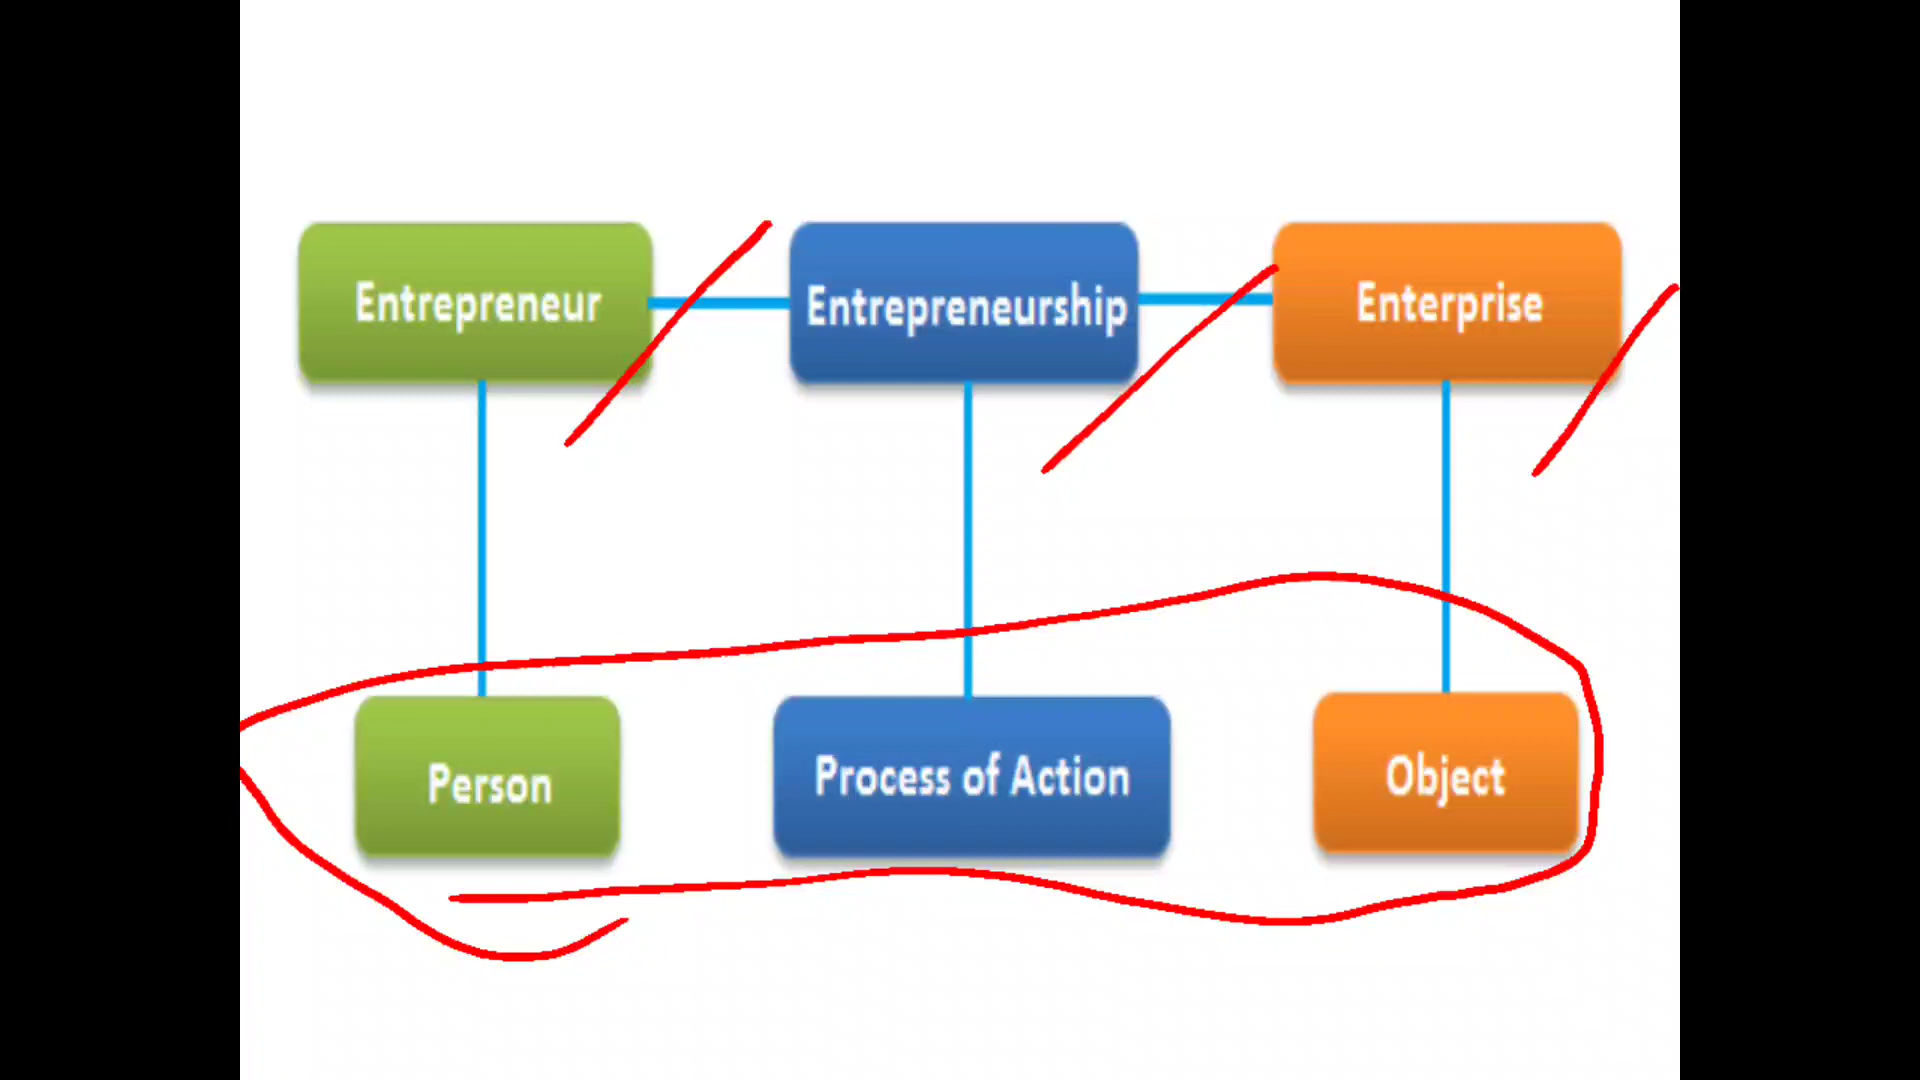 Entrepreneur
Entrepreneurship
Enterprise
Person
Process of Action
Object